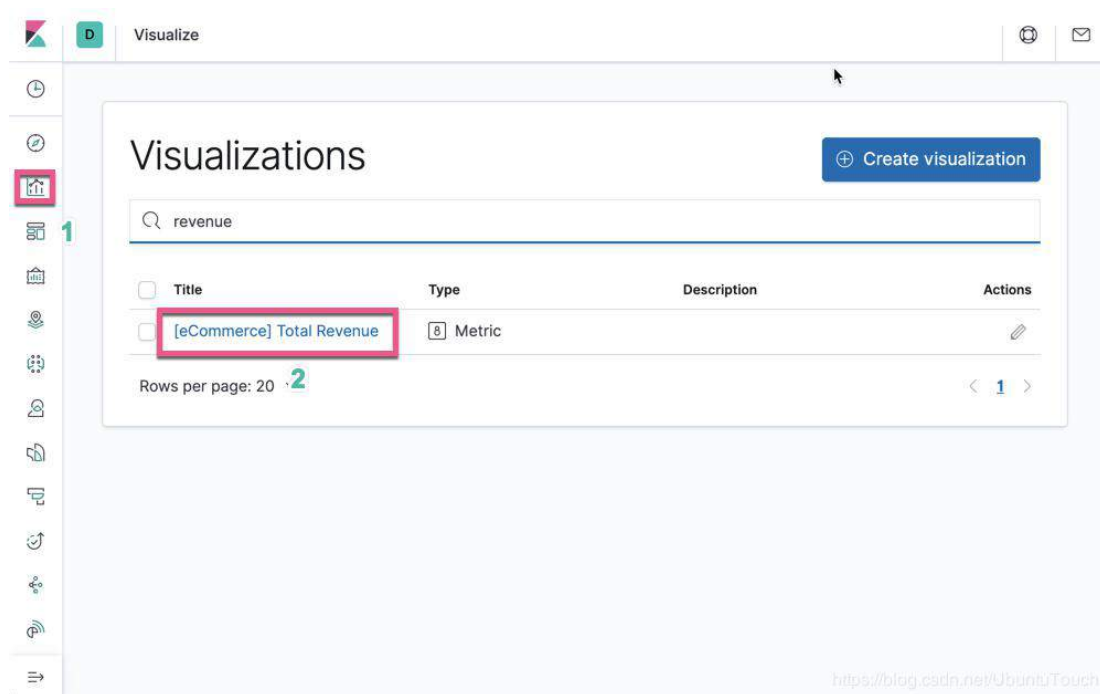 D Visualize
Visualizations
Create visualization
revenue
1
Title Type Description Actions
[eCommerce] Total Revenue 8 Metric
Rows per page: 20 2 < 1 >
https://blog.csdn.net/UbuntuTouch